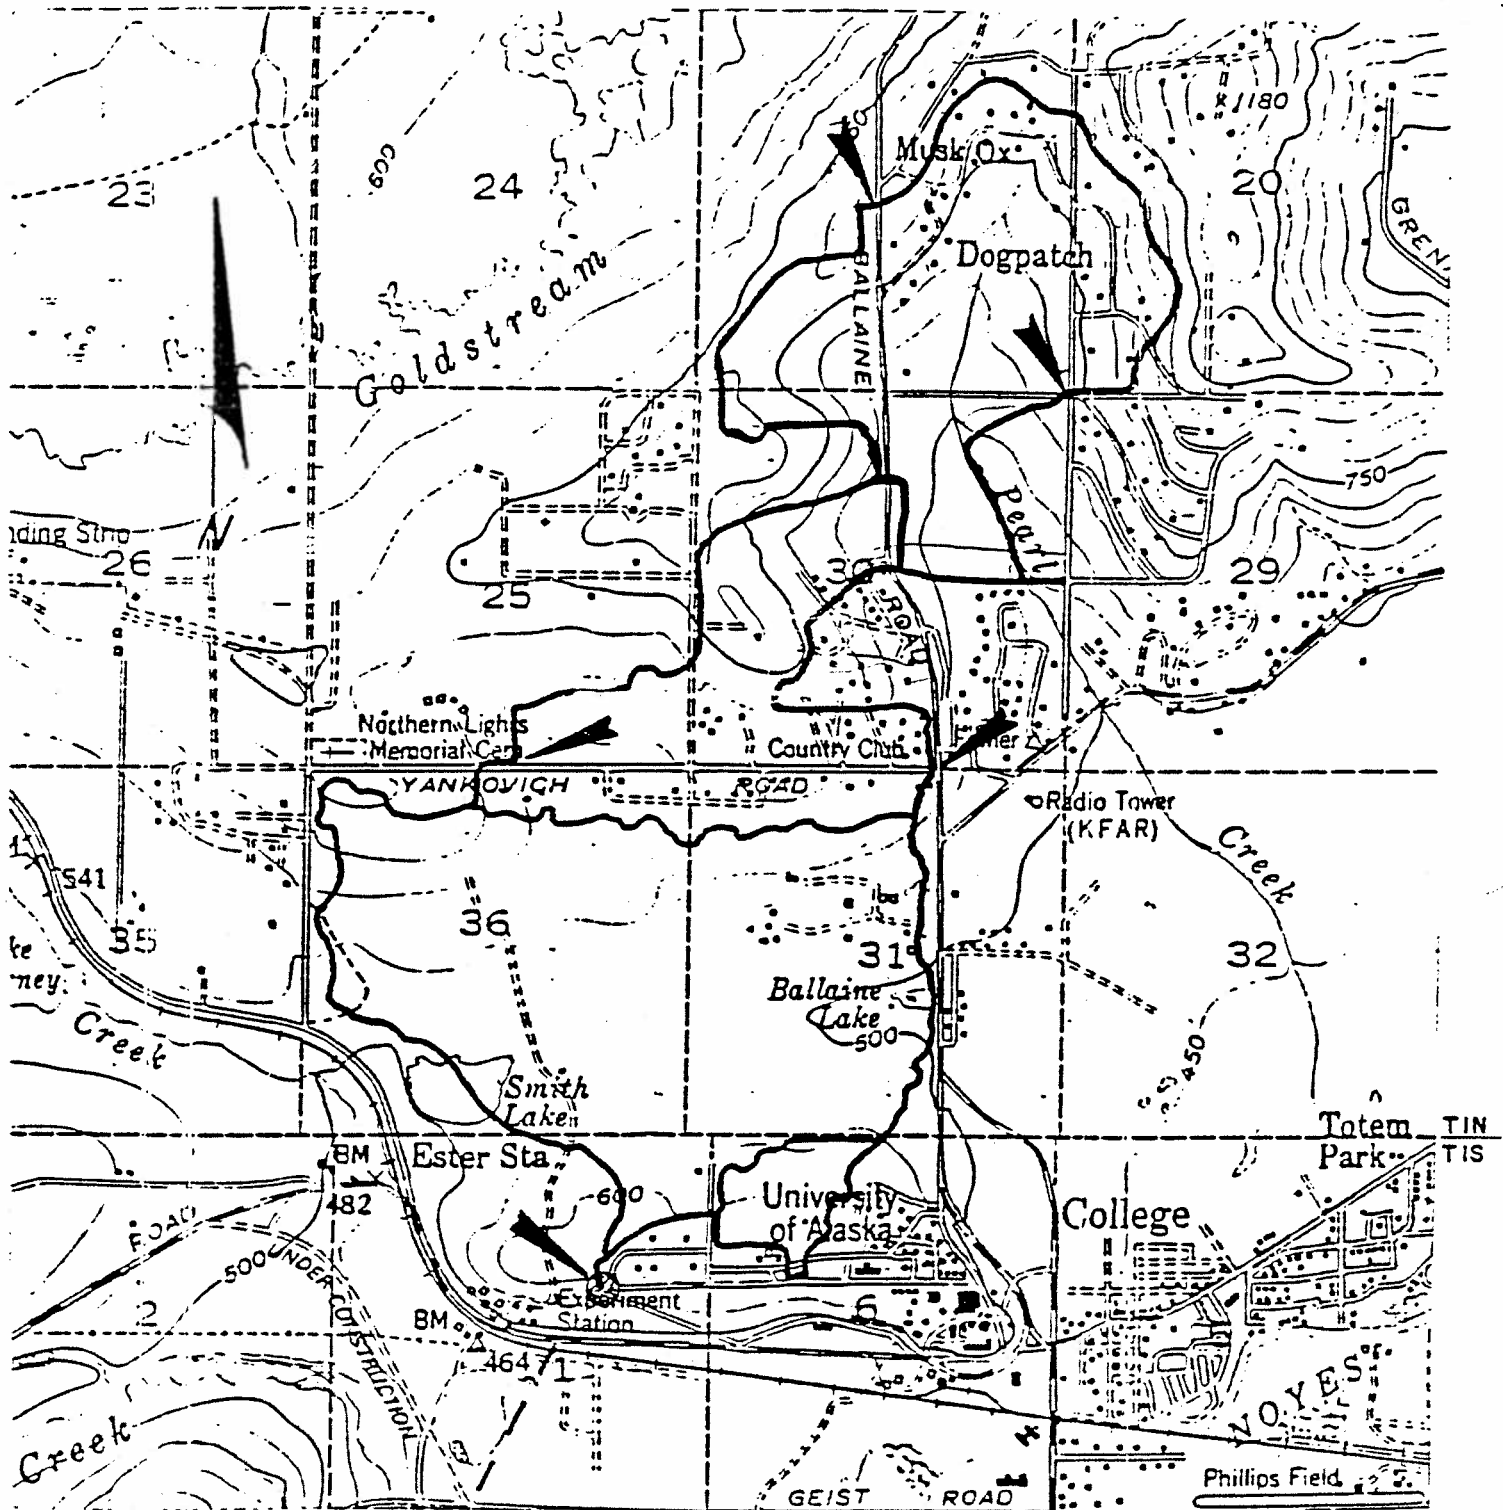 1180
Musk Ox
23
24
20
600
GREN
Dogpatch
BALLAINE
Goldstream
750
Pearl
nding Strip
N
26
25
30
29
ROAD
Northern Lights
Memorial Cem
Country Club
YANKOVICH ROAD
Radio Tower
(KFAR)
Creek
541
36
35
31
32
Ballaine
Lake
500
Creek
450
Smith
Lake
Totem
Park
T1N
T1S
BM
482
Ester Sta
600
University
of Alaska
College
ROAD
500
UNDER CONSTRUCTION
2
Experiment
Station
6
BM
464
1
NOYES
Creek
Phillips Field
GEIST ROAD